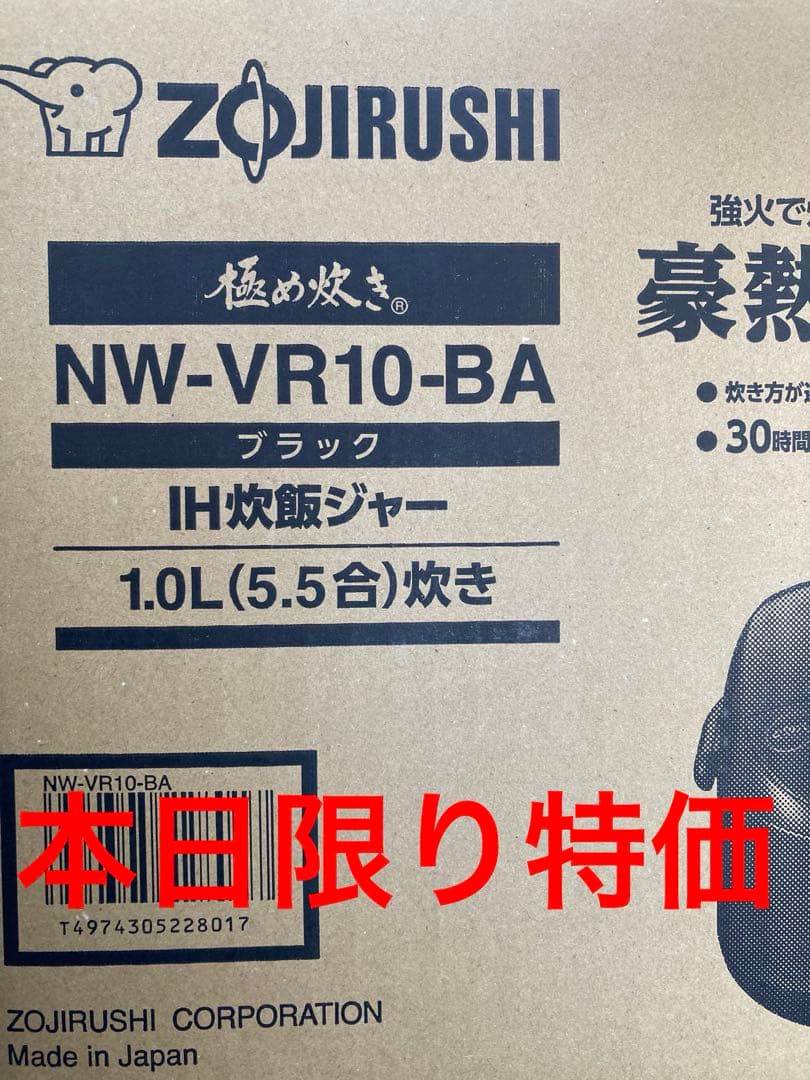 ZOJIRUSHI
極め炊き®
NW-VR10-BA
ブラック
IH炊飯ジャー
1.0L(5.5合)炊き
強火で
豪熱
● 炊き方が
● 30時間
NW-VR10-BA
本日限り特価
T4974305228017
ZOJIRUSHI CORPORATION
Made in Japan